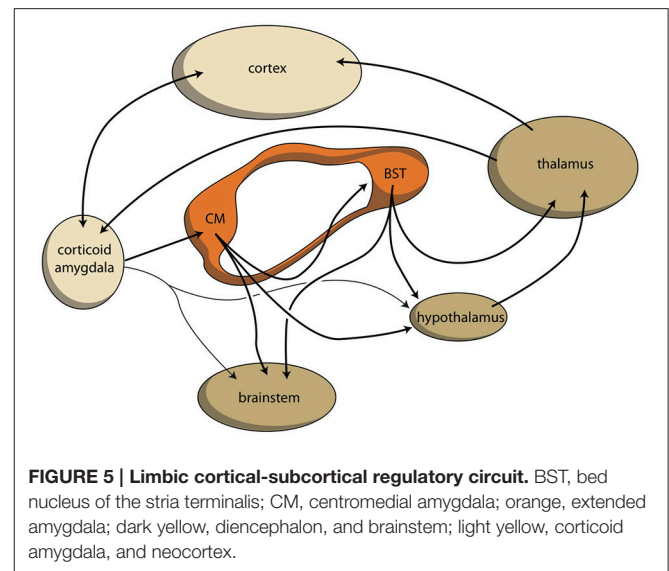 cortex
thalamus
BST
CM
corticoid
amygdala
hypothalamus
brainstem
FIGURE 5 | Limbic cortical-subcortical regulatory circuit. BST, bed
nucleus of the stria terminalis; CM, centromedial amygdala; orange, extended
amygdala; dark yellow, diencephalon, and brainstem; light yellow, corticoid
amygdala, and neocortex.